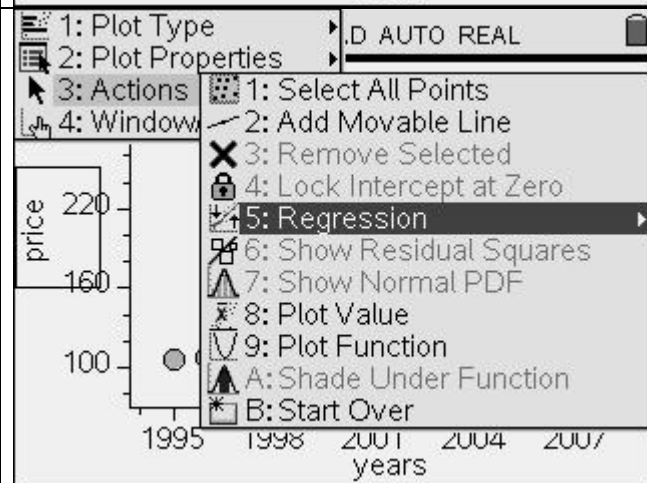 1: Plot Type
.D AUTO REAL
2: Plot Properties
3: Actions
4: Window
1: Select All Points
2: Add Movable Line
3: Remove Selected
4: Lock Intercept at Zero
5: Regression
6: Show Residual Squares
7: Show Normal PDF
8: Plot Value
9: Plot Function
A: Shade Under Function
B: Start Over
price
220
160
100
1995 1998 2001 2004 2007
years